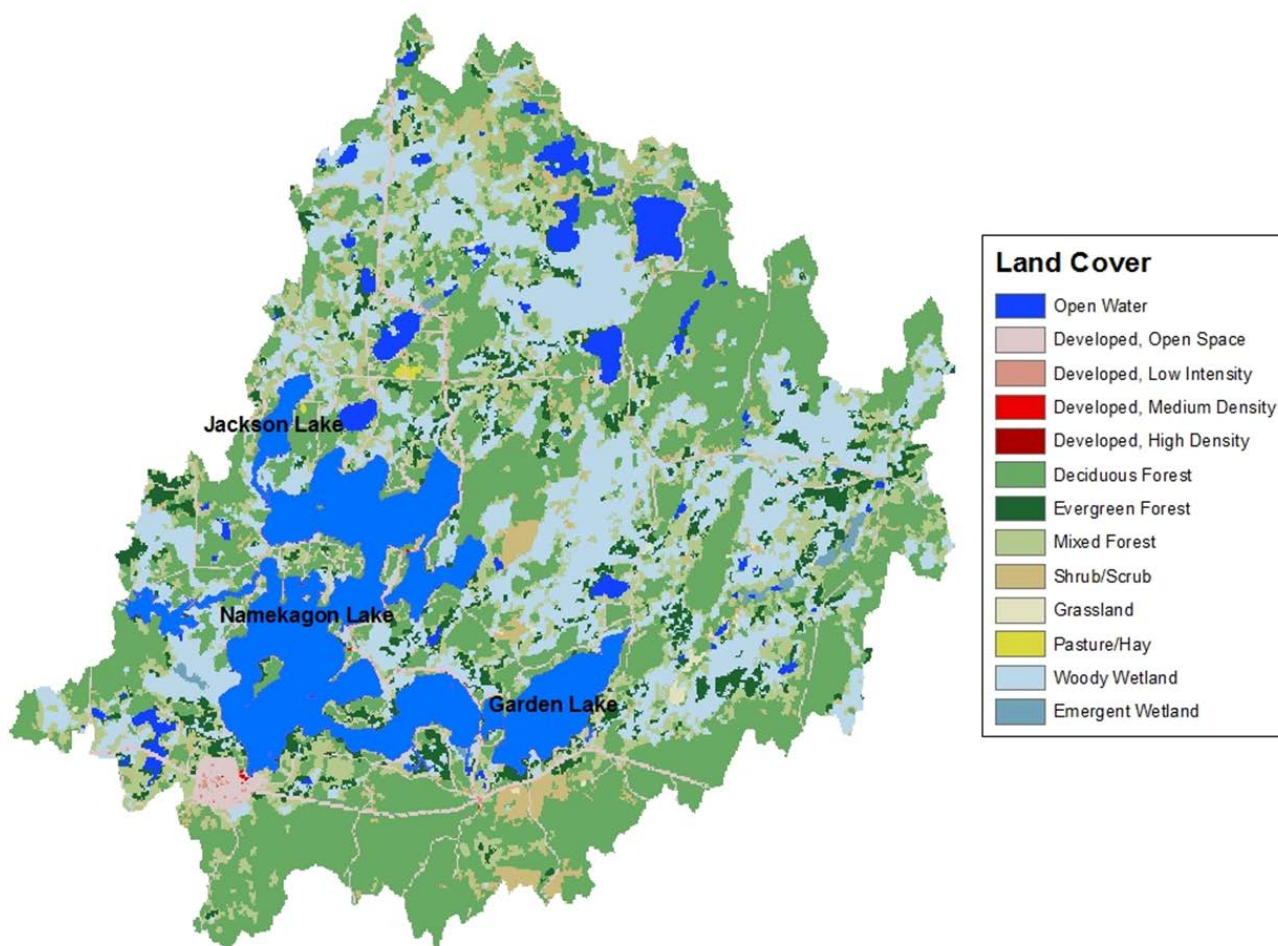 Jackson Lake
Namekagon Lake
Garden Lake
Land Cover
Open Water
Developed, Open Space
Developed, Low Intensity
Developed, Medium Density
Developed, High Density
Deciduous Forest
Evergreen Forest
Mixed Forest
Shrub/Scrub
Grassland
Pasture/Hay
Woody Wetland
Emergent Wetland